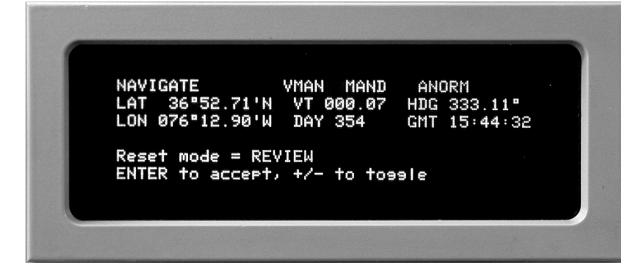 NAVIGATE VMAN MAND ANORM
LAT 36°52.71'N VT 000.07 HDG 333.11°
LON 076°12.90'W DAY 354 GMT 15:44:32
Reset mode = REVIEW
ENTER to accept, +/- to toggle